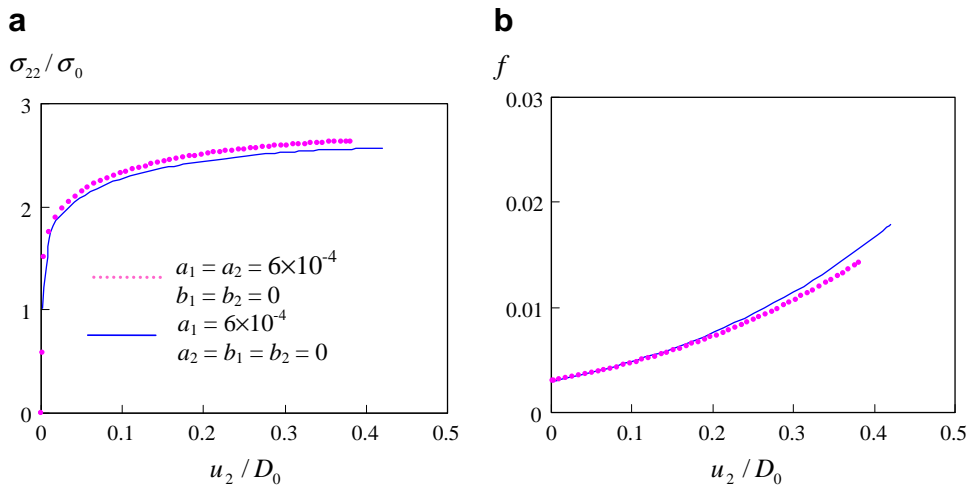 a
σ₂₂ / σ₀
3
2
1
0
0 0.1 0.2 0.3 0.4 0.5
u₂ / D₀
a₁ = a₂ = 6×10⁻⁴
b₁ = b₂ = 0
a₁ = 6×10⁻⁴
a₂ = b₁ = b₂ = 0
b
f
0.03
0.02
0.01
0
0 0.1 0.2 0.3 0.4 0.5
u₂ / D₀